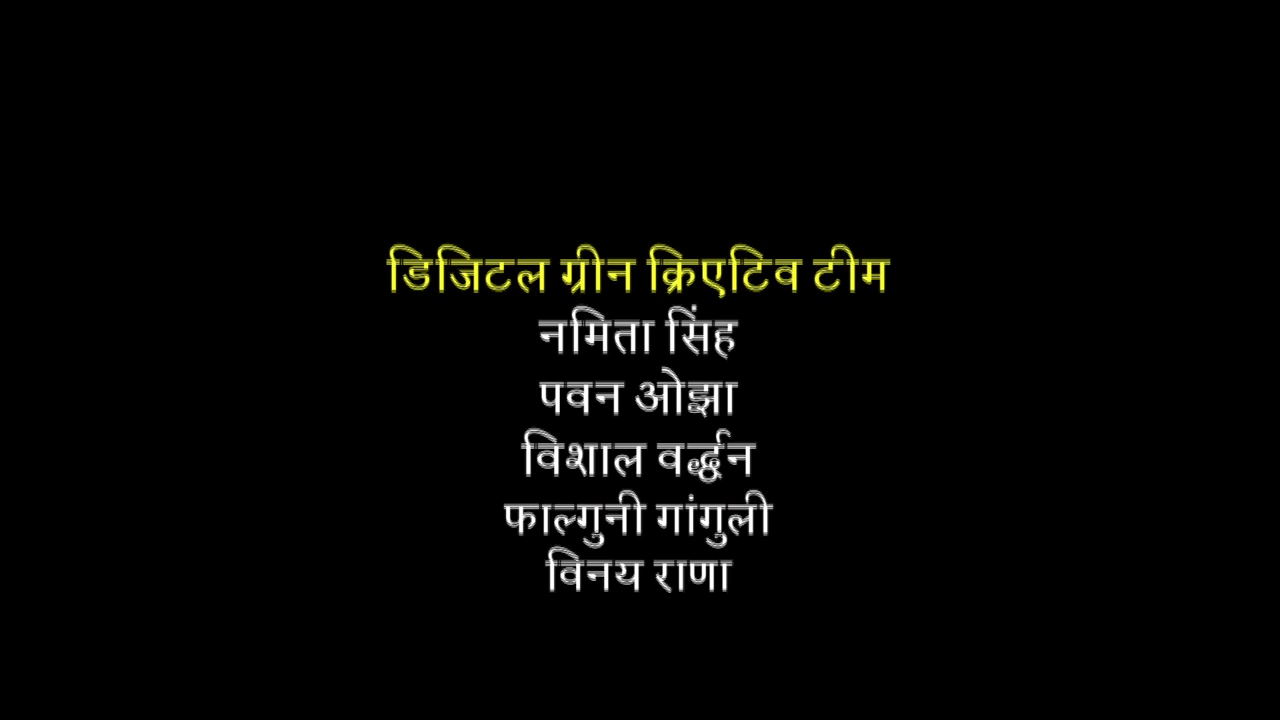 डिजिटल ग्रीन क्रिएटिव टीम
नमिता सिंह
पवन ओझा
विशाल वर्द्धन
फाल्गुनी गांगुली
विनय राणा